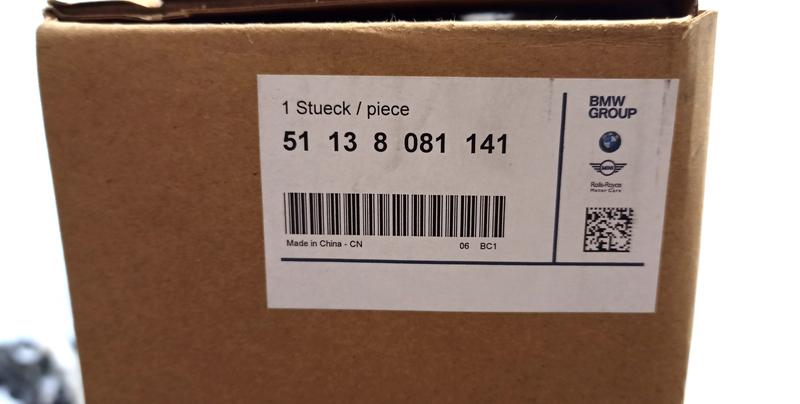 1 Stueck / piece
51 13 8 081 141
Made in China - CN
06 BC1
BMW
GROUP
MINI
Rolls-Royce
Motor Cars